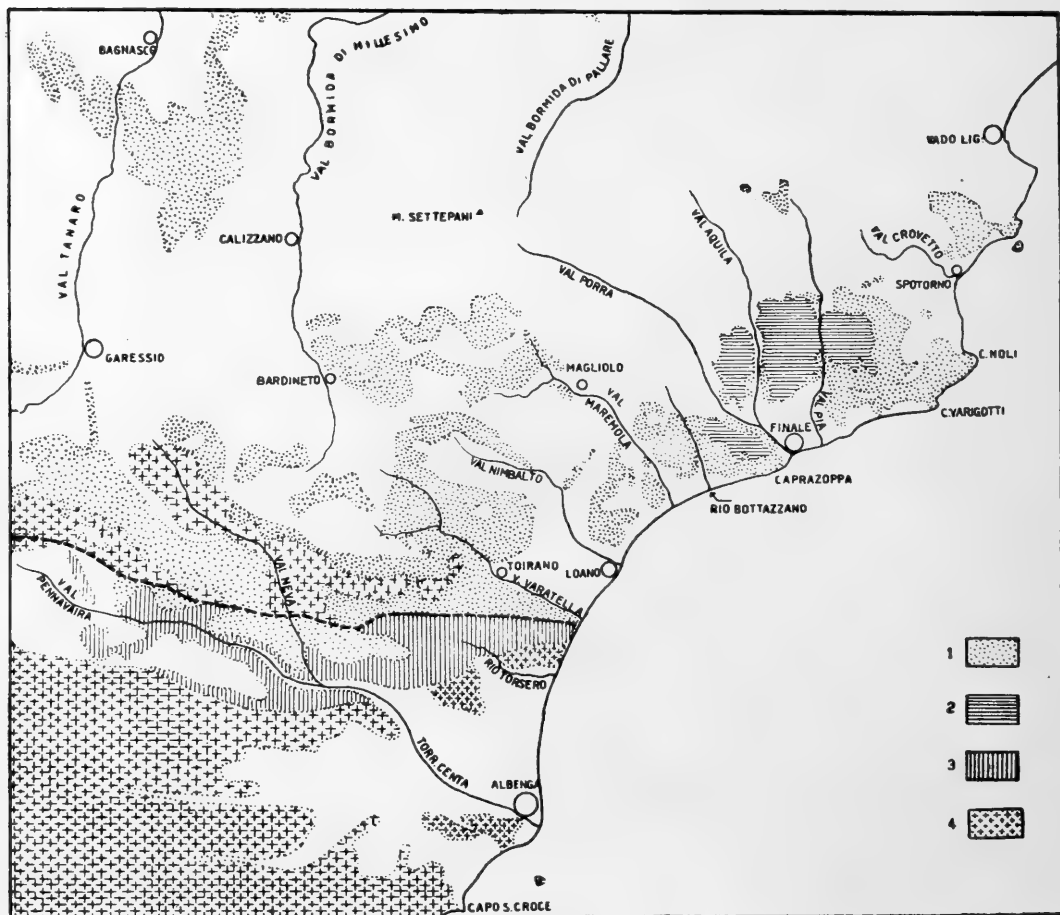 BAGNASCO
VAL TANARO
VAL BORMIDA DI MILLESIMO
VAL BORMIDA DI PALLARE
VADO LIG.
M. SETTEPANI
CALIZZANO
VAL AQUILA
VAL CROVETTO
SPOTORNO
VAL PORRA
GARESSIO
BARDINETO
MAGLIOLO
VAL MAREMOLA
C. NOLI
C. VARIGOTTI
VAL PIA
FINALE
CAPRAZOPPA
RIO BOTTAZZANO
VAL NIMBALTO
TOIRANO
V. VARATELLA
LOANO
VAL NEVA
VAL PENNAVAIRA
RIO TORSERO
TORR. CENTA
ALBENGA
CAPO S. CROCE
1
2
3
4